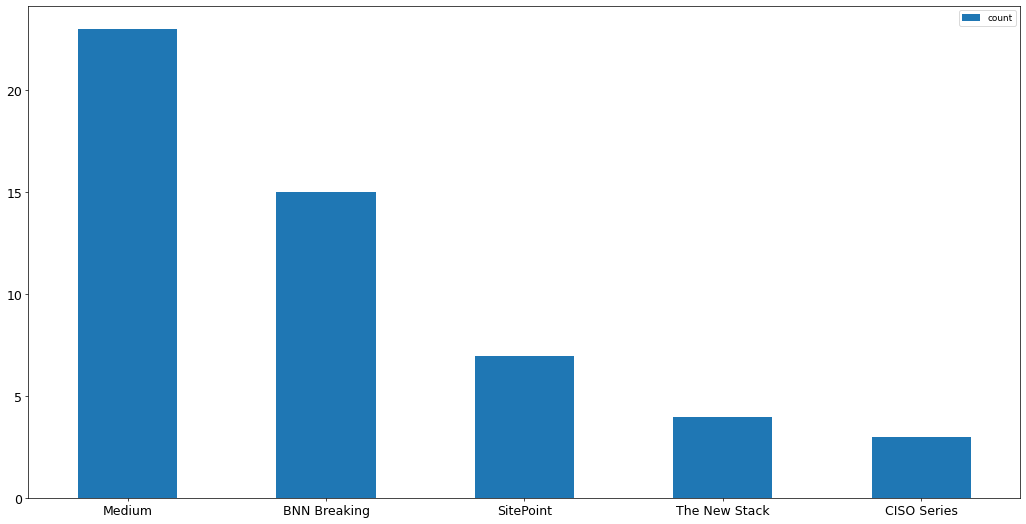 count
20
15
10
5
0
Medium
BNN Breaking
SitePoint
The New Stack
CISO Series